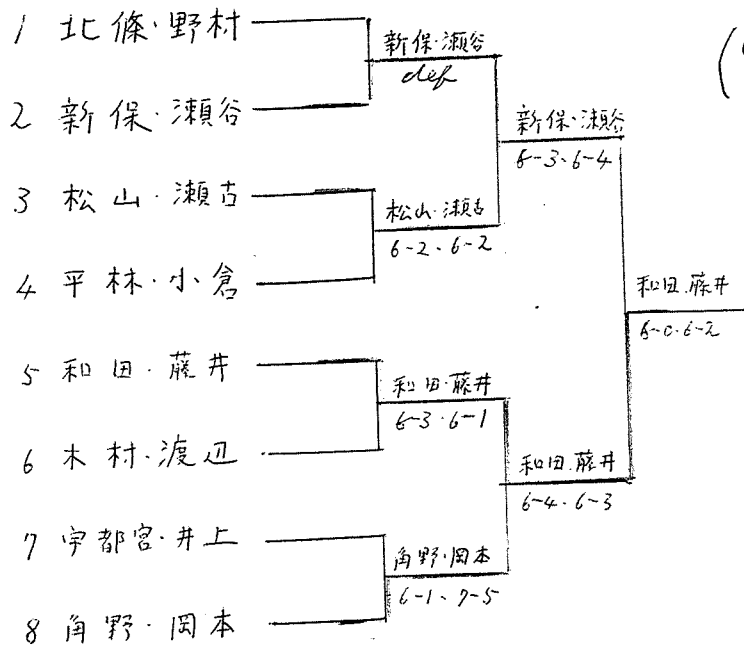 1 北條・野村
2 新保・瀬谷
3 松山・瀬古
4 平林・小倉
5 和田・藤井
6 木村・渡辺
7 宇都宮・井上
8 角野・岡本
新保・瀬谷
def
松山・瀬古
6-2、6-2
和田・藤井
6-3・6-1
角野・岡本
6-1、7-5
新保・瀬谷
6-3・6-4
和田・藤井
6-4・6-3
和田・藤井
6-0・6-2
(